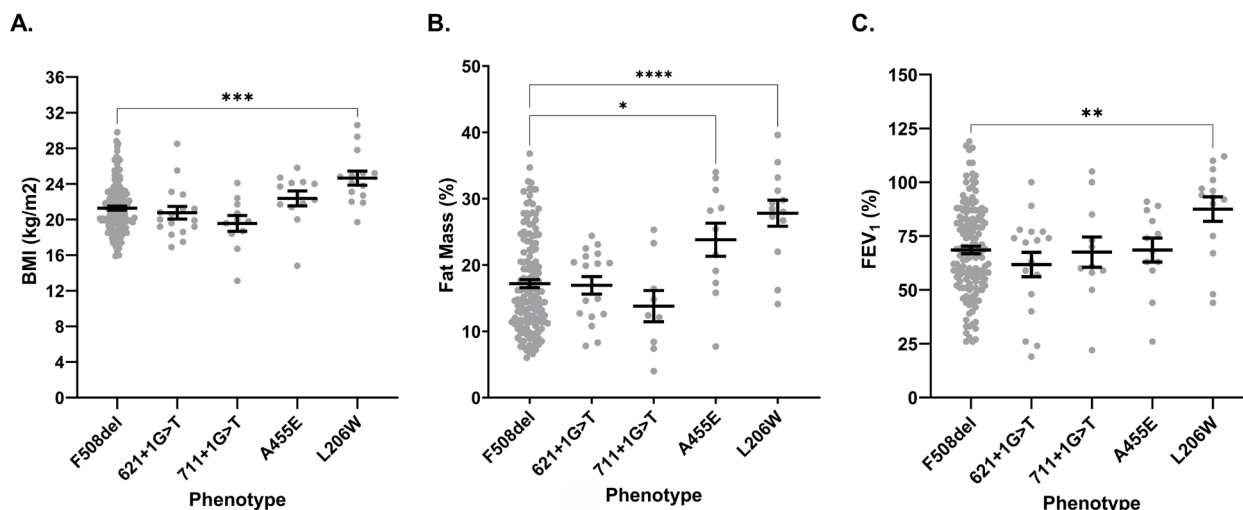 A.
BMI (kg/m2)
36
32
28
24
20
16
12
8
4
0
***
F508del
621+1G>T
711+1G>T
A455E
L206W
Phenotype
B.
Fat Mass (%)
50
40
30
20
10
0
****
*
F508del
621+1G>T
711+1G>T
A455E
L206W
Phenotype
C.
FEV1 (%)
150
125
100
75
50
25
0
**
F508del
621+1G>T
711+1G>T
A455E
L206W
Phenotype